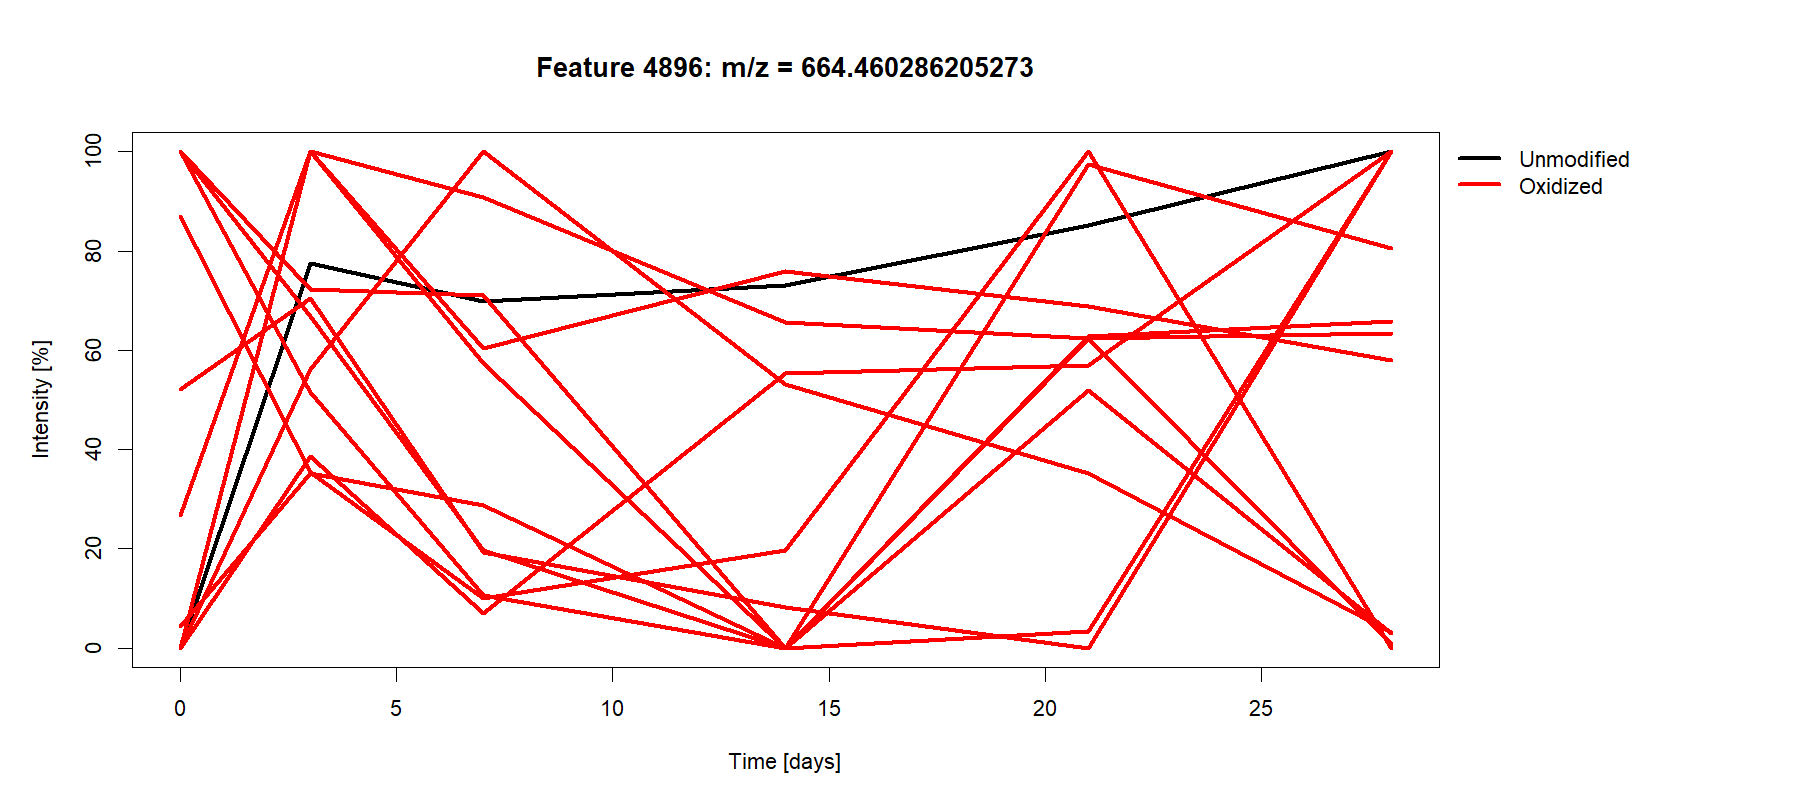 Feature 4896: m/z = 664.460286205273
Unmodified
Oxidized
Intensity [%]
100
80
60
40
20
0
0 5 10 15 20 25
Time [days]